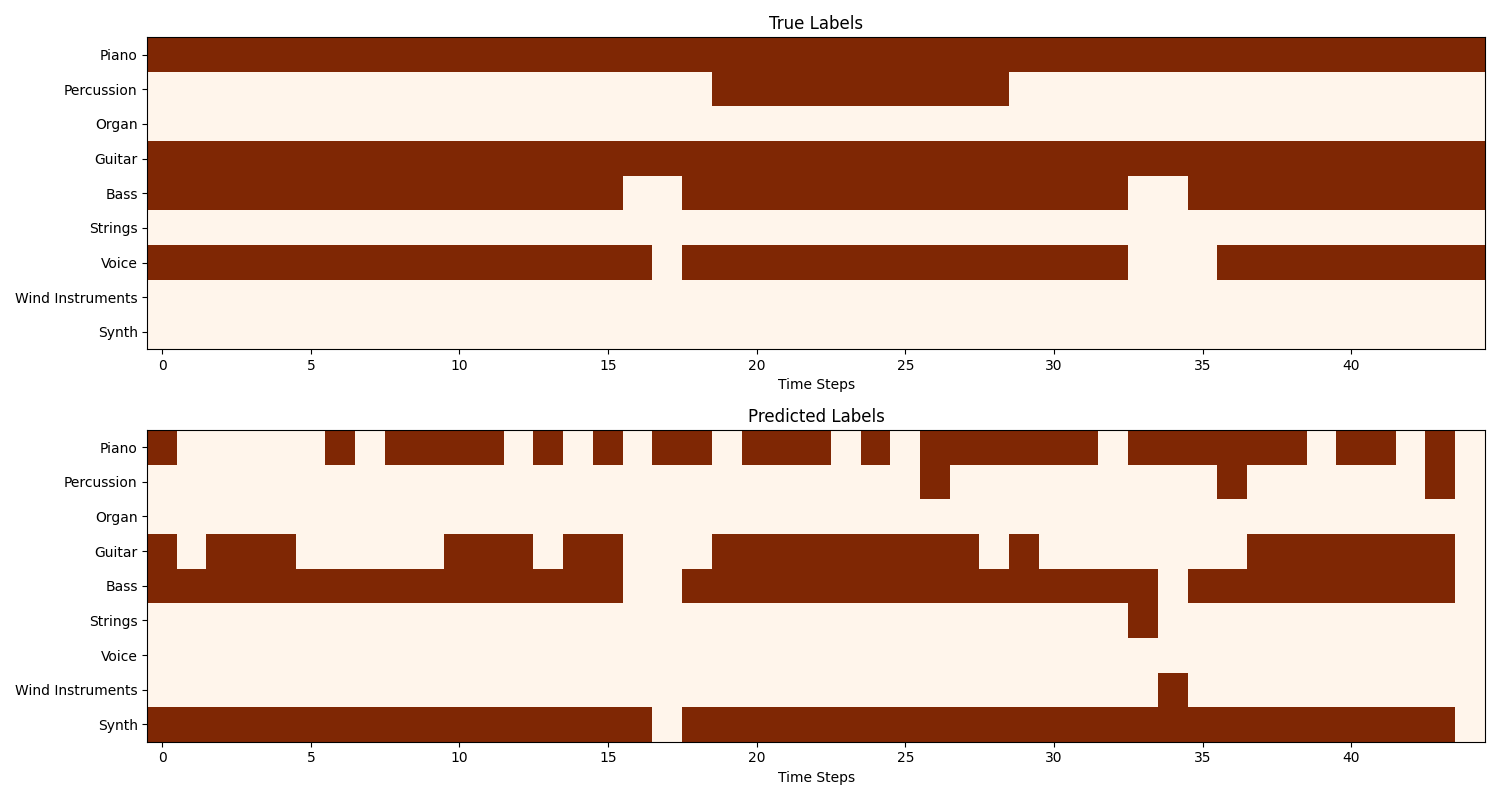 True Labels
Piano
Percussion
Organ
Guitar
Bass
Strings
Voice
Wind Instruments
Synth
0 5 10 15 20 25 30 35 40
Time Steps
Predicted Labels
Piano
Percussion
Organ
Guitar
Bass
Strings
Voice
Wind Instruments
Synth
0 5 10 15 20 25 30 35 40
Time Steps